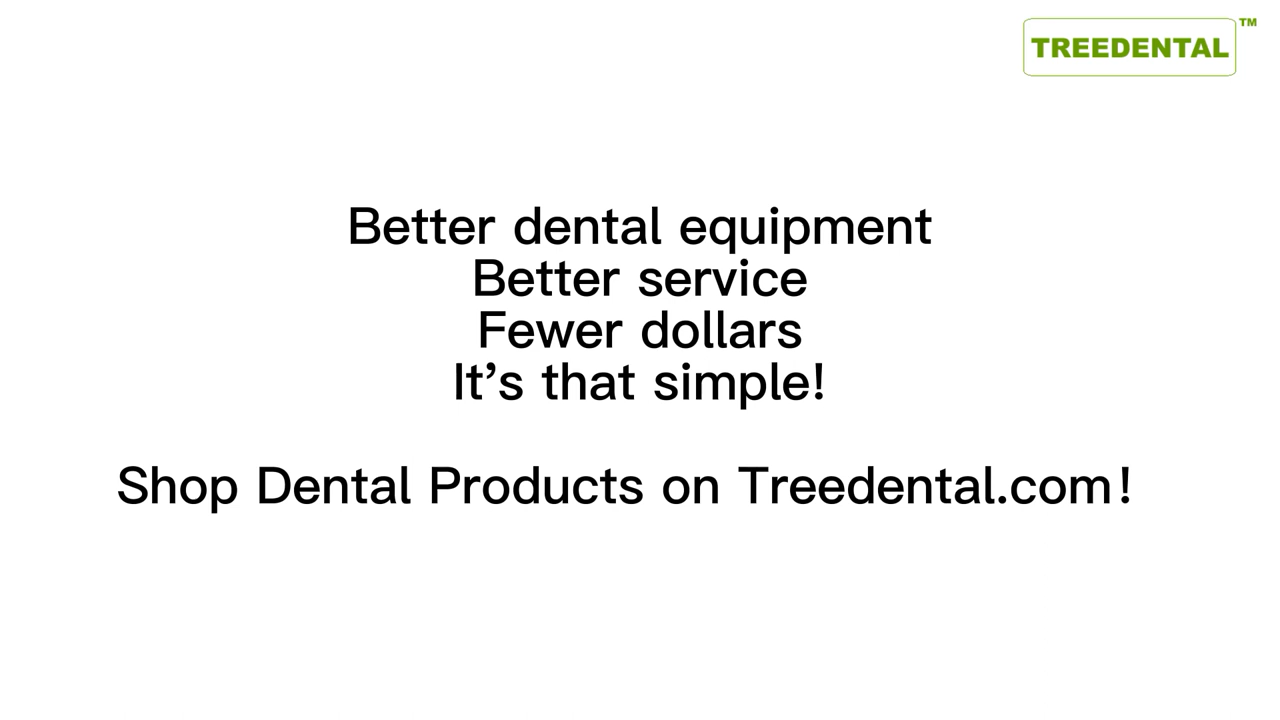 TREEDENTAL™
Better dental equipment
Better service
Fewer dollars
It’s that simple!
Shop Dental Products on Treedental.com!